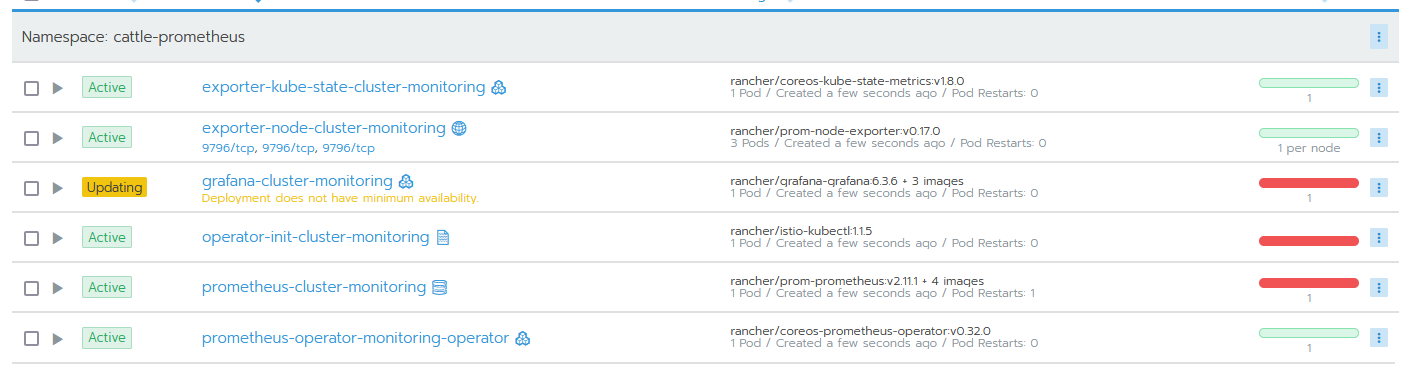 Namespace: cattle-prometheus
Active
exporter-kube-state-cluster-monitoring
rancher/coreos-kube-state-metrics:v1.8.0
1 Pod / Created a few seconds ago / Pod Restarts: 0
1
Active
exporter-node-cluster-monitoring
9796/tcp, 9796/tcp, 9796/tcp
rancher/prom-node-exporter:v0.17.0
3 Pods / Created a few seconds ago / Pod Restarts: 0
1 per node
Updating
grafana-cluster-monitoring
Deployment does not have minimum availability.
rancher/grafana-grafana:6.3.6 + 3 images
1 Pod / Created a few seconds ago / Pod Restarts: 0
1
Active
operator-init-cluster-monitoring
rancher/istio-kubectl:1.1.5
1 Pod / Created a few seconds ago / Pod Restarts: 0
Active
prometheus-cluster-monitoring
rancher/prom-prometheus:v2.11.1 + 4 images
1 Pod / Created a few seconds ago / Pod Restarts: 1
1
Active
prometheus-operator-monitoring-operator
rancher/coreos-prometheus-operator:v0.32.0
1 Pod / Created a few seconds ago / Pod Restarts: 0
1